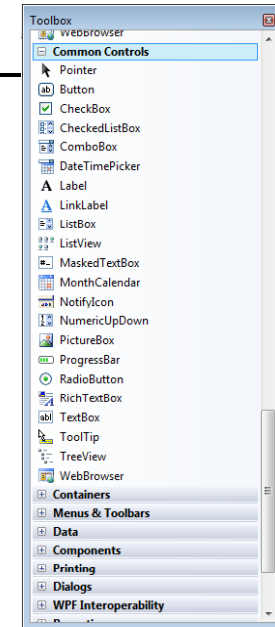 Toolbox
WebBrowser
Common Controls
Pointer
Button
CheckBox
CheckedListBox
ComboBox
DateTimePicker
Label
LinkLabel
ListBox
ListView
MaskedTextBox
MonthCalendar
NotifyIcon
NumericUpDown
PictureBox
ProgressBar
RadioButton
RichTextBox
TextBox
ToolTip
TreeView
WebBrowser
Containers
Menus & Toolbars
Data
Components
Printing
Dialogs
WPF Interoperability